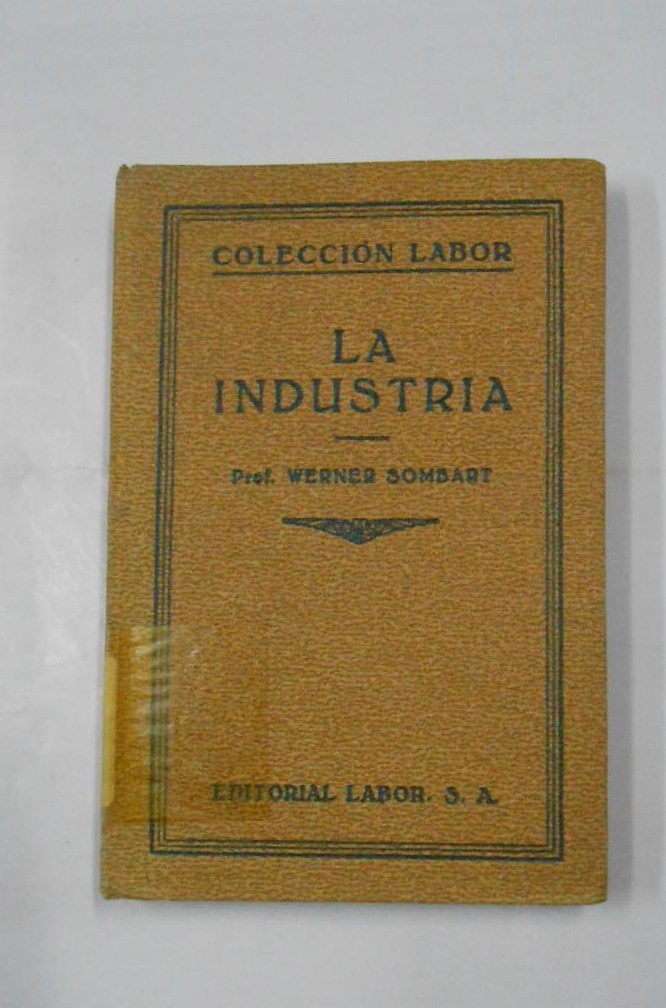 COLECCIÓN LABOR
LA
INDUSTRIA
Prof. WERNER SOMBART
EDITORIAL LABOR. S. A.